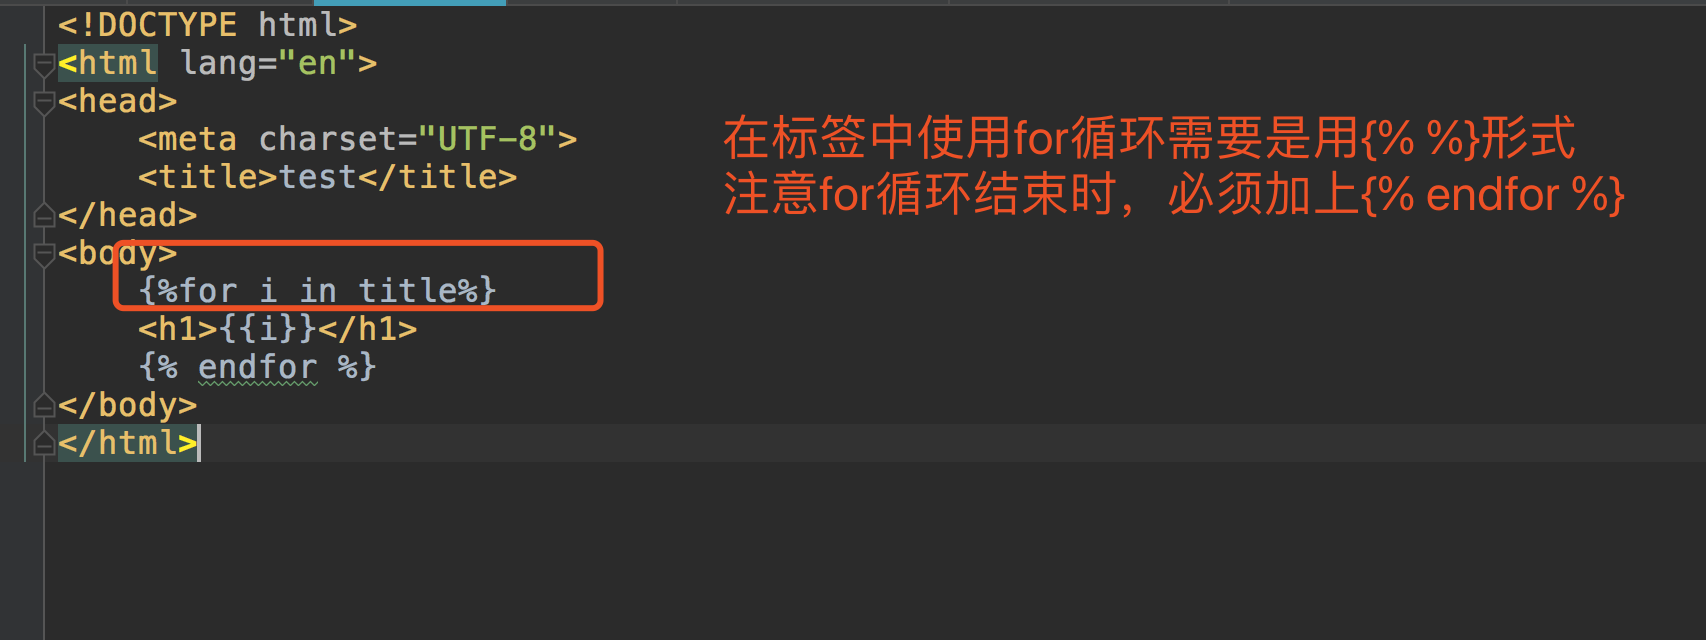 <!DOCTYPE html>
<html lang="en">
<head>
    <meta charset="UTF-8">
    <title>test</title>
</head>
<body>
    {%for i in title%}
    <h1>{{i}}</h1>
    {% endfor %}
</body>
</html>
在标签中使用for循环需要是用{% %}形式
注意for循环结束时，必须加上{% endfor %}